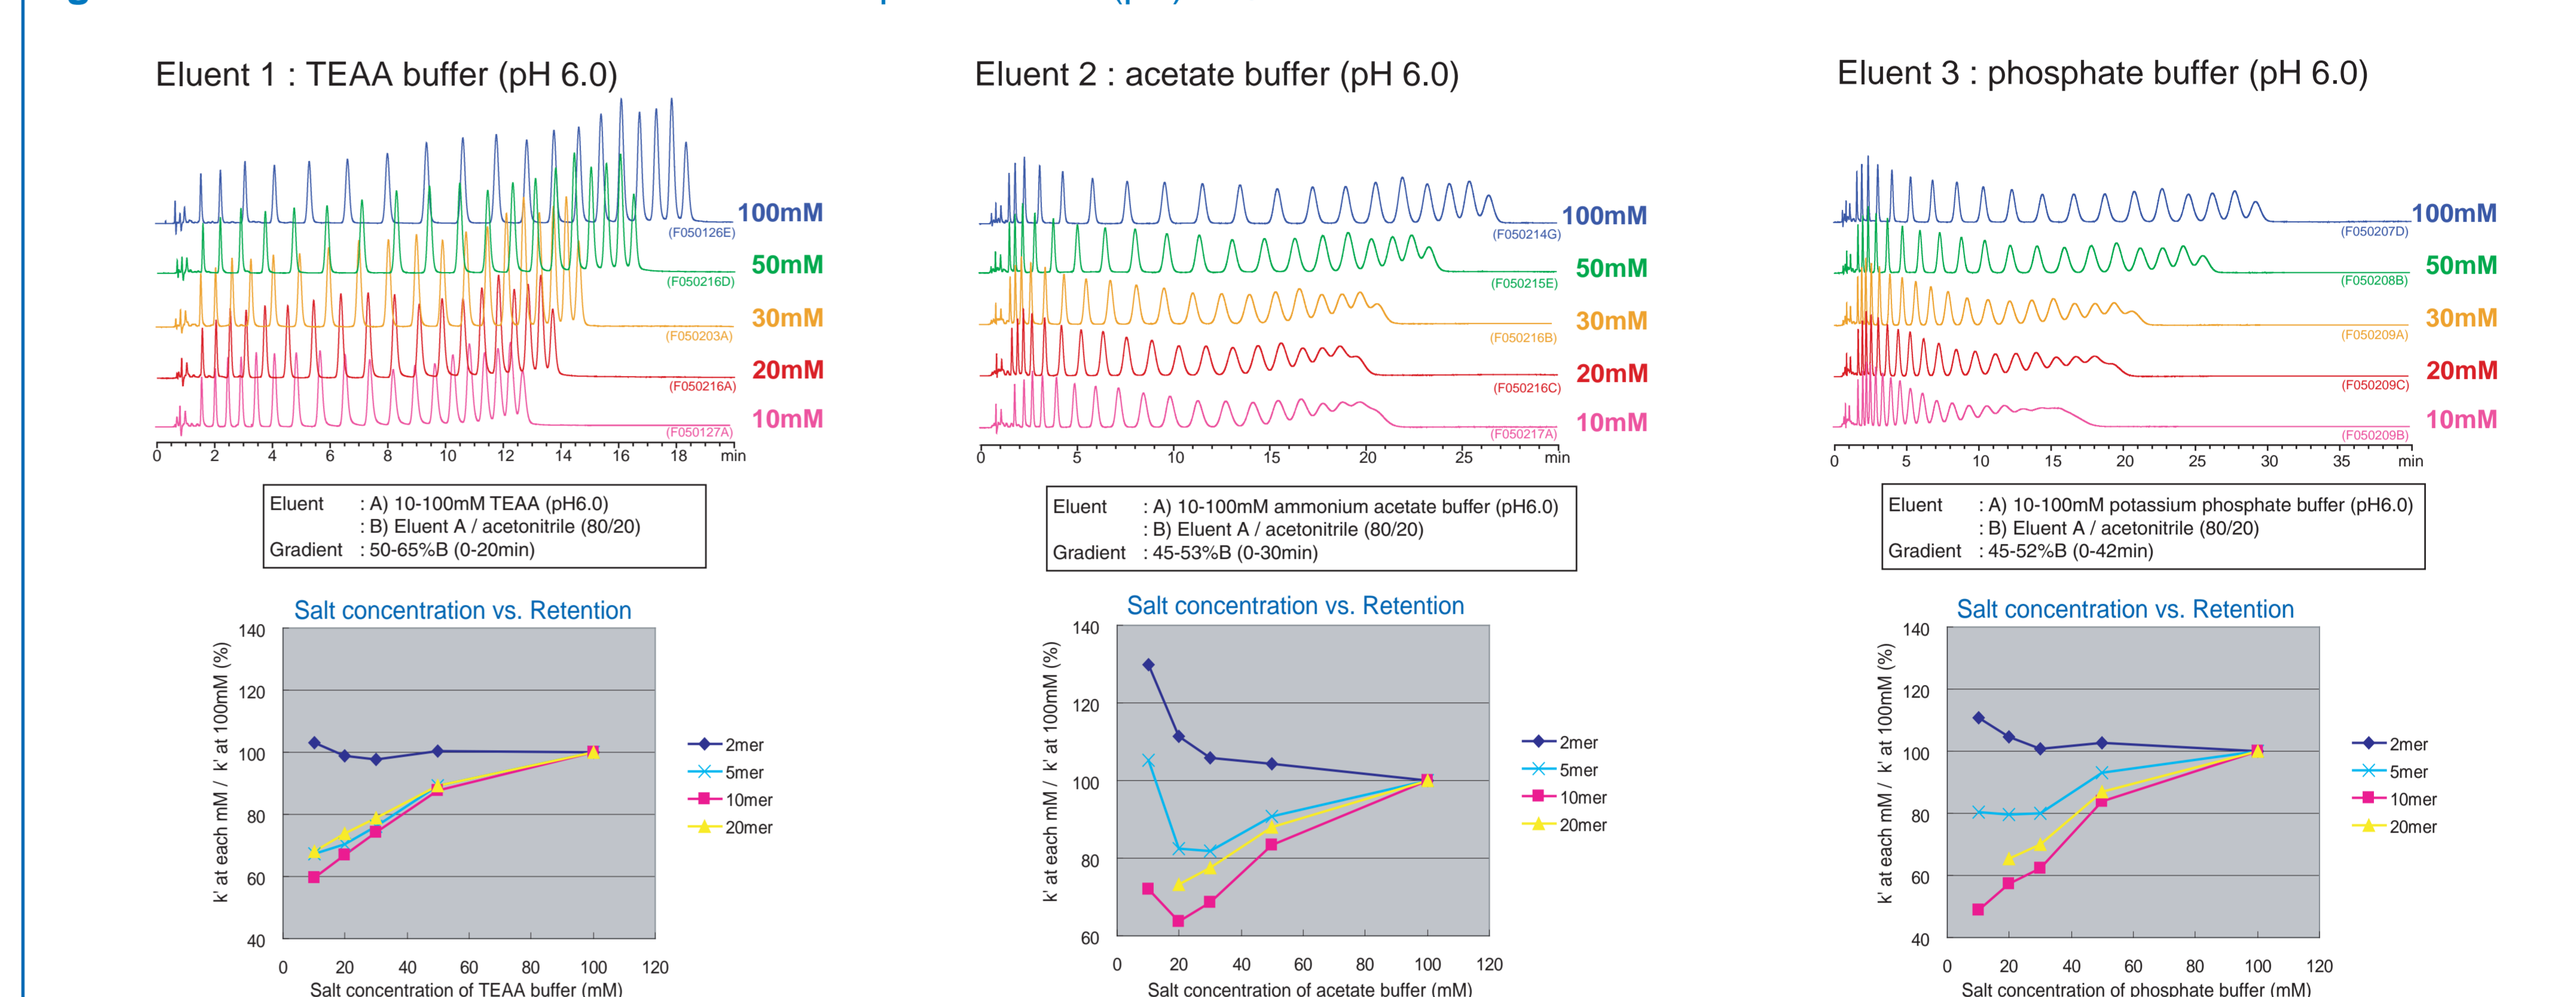 Eluent 1 : TEAA buffer (pH 6.0)
100mM
(F050126E)
50mM
(F050216D)
30mM
(F050203A)
20mM
(F050216A)
10mM
(F050127A)
0 2 4 6 8 10 12 14 16 18 min
Eluent : A) 10-100mM TEAA (pH6.0)
: B) Eluent A / acetonitrile (80/20)
Gradient : 50-65%B (0-20min)
Salt concentration vs. Retention
k' at each mM / k' at 100mM (%)
140
120
100
80
60
40
0 20 40 60 80 100 120
Salt concentration of TEAA buffer (mM)
2mer
5mer
10mer
20mer
Eluent 2 : acetate buffer (pH 6.0)
100mM
(F050214G)
50mM
(F050215E)
30mM
(F050216B)
20mM
(F050216C)
10mM
(F050217A)
0 5 10 15 20 25 min
Eluent : A) 10-100mM ammonium acetate buffer (pH6.0)
: B) Eluent A / acetonitrile (80/20)
Gradient : 45-53%B (0-30min)
Salt concentration vs. Retention
k' at each mM / k' at 100mM (%)
140
120
100
80
60
0 20 40 60 80 100 120
Salt concentration of acetate buffer (mM)
2mer
5mer
10mer
20mer
Eluent 3 : phosphate buffer (pH 6.0)
100mM
(F050207D)
50mM
(F050208B)
30mM
(F050209A)
20mM
(F050209C)
10mM
(F050209B)
0 5 10 15 20 25 30 35 min
Eluent : A) 10-100mM potassium phosphate buffer (pH6.0)
: B) Eluent A / acetonitrile (80/20)
Gradient : 45-52%B (0-42min)
Salt concentration vs. Retention
k' at each mM / k' at 100mM (%)
140
120
100
80
60
40
0 20 40 60 80 100 120
Salt concentration of phosphate buffer (mM)
2mer
5mer
10mer
20mer